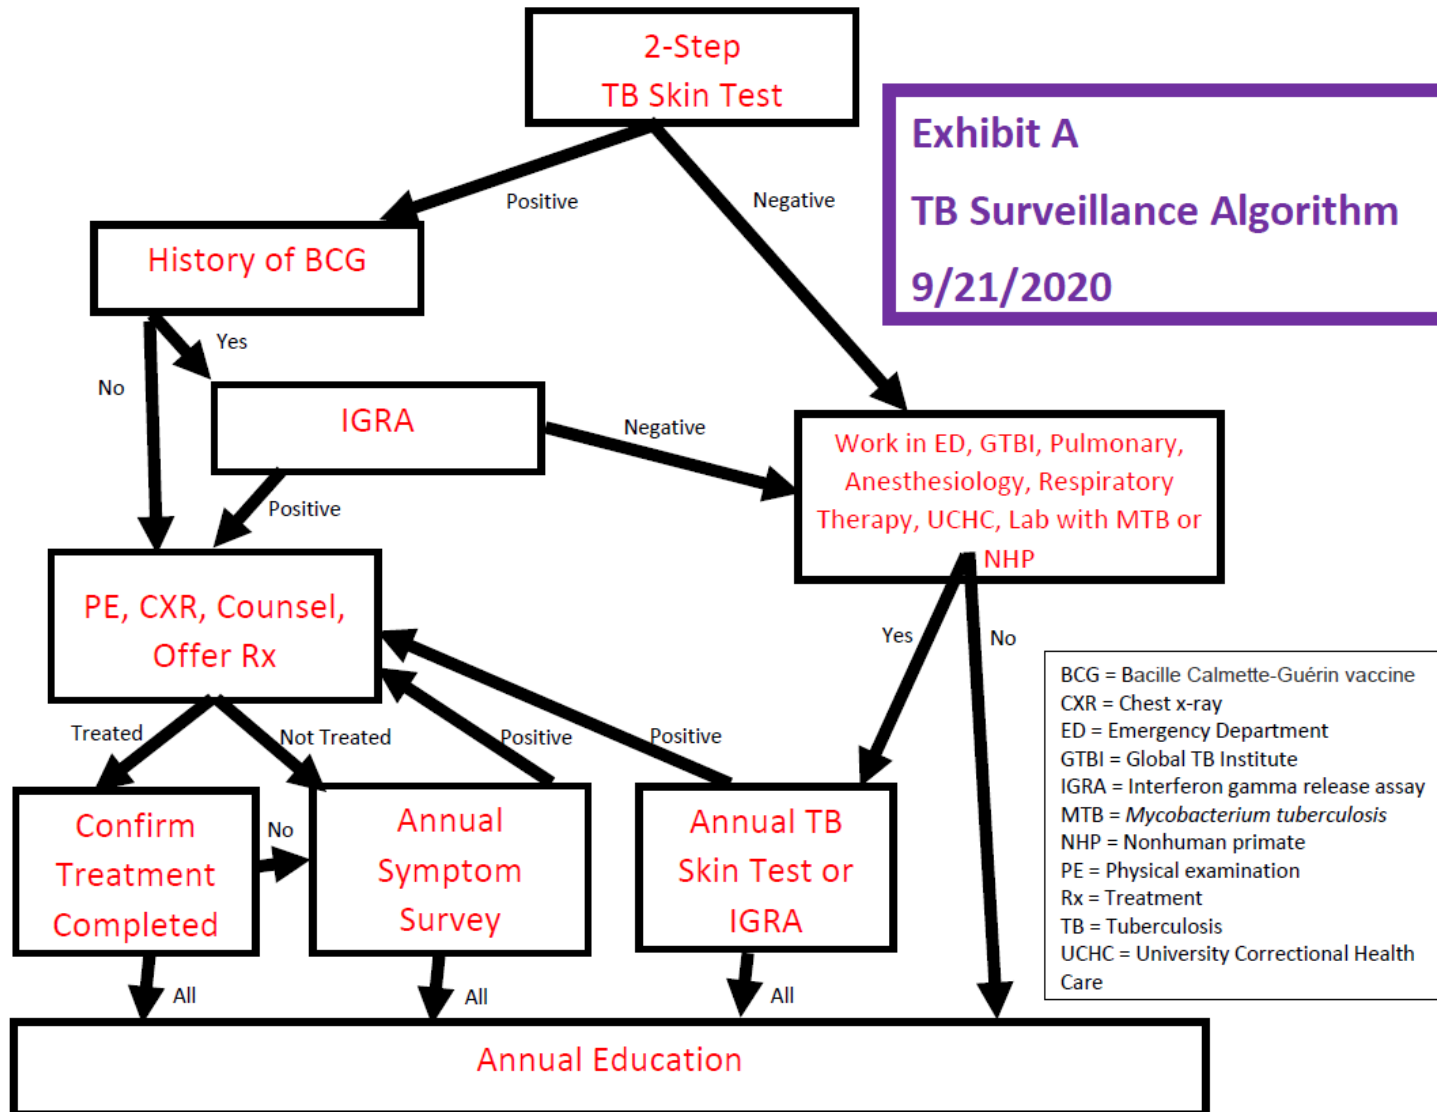 2-Step
TB Skin Test
Exhibit A
TB Surveillance Algorithm
9/21/2020
Positive
Negative
History of BCG
Yes
No
IGRA
Negative
Work in ED, GTBI, Pulmonary,
Anesthesiology, Respiratory
Therapy, UCHC, Lab with MTB or
NHP
Positive
PE, CXR, Counsel,
Offer Rx
Yes
No
BCG = Bacille Calmette-Guérin vaccine
CXR = Chest x-ray
ED = Emergency Department
GTBI = Global TB Institute
IGRA = Interferon gamma release assay
MTB = Mycobacterium tuberculosis
NHP = Nonhuman primate
PE = Physical examination
Rx = Treatment
TB = Tuberculosis
UCHC = University Correctional Health
Care
Treated
Not Treated
Positive
Positive
Confirm
Treatment
Completed
No
Annual
Symptom
Survey
Annual TB
Skin Test or
IGRA
All
All
All
Annual Education